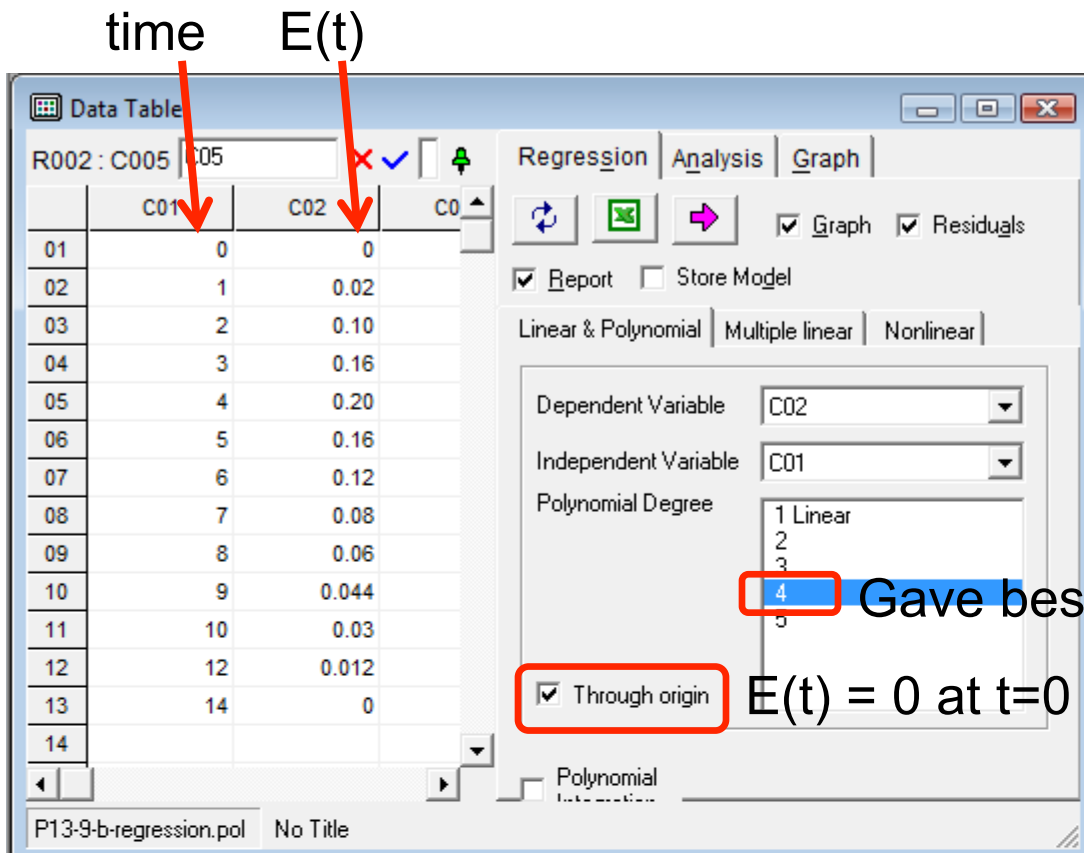 time E(t)
Data Table
R002 : C005 C05
Regression Analysis Graph
C01 C02 C0
Graph Residuals
01 0 0
02 1 0.02
Report Store Model
03 2 0.10
Linear & Polynomial Multiple linear Nonlinear
04 3 0.16
05 4 0.20
Dependent Variable C02
06 5 0.16
Independent Variable C01
07 6 0.12
Polynomial Degree
08 7 0.08
1 Linear
2
09 8 0.06
3
10 9 0.044
4 Gave bes
11 10 0.03
5
12 12 0.012
13 14 0
Through origin E(t) = 0 at t=0
14
Polynomial
P13-9-b-regression.pol No Title